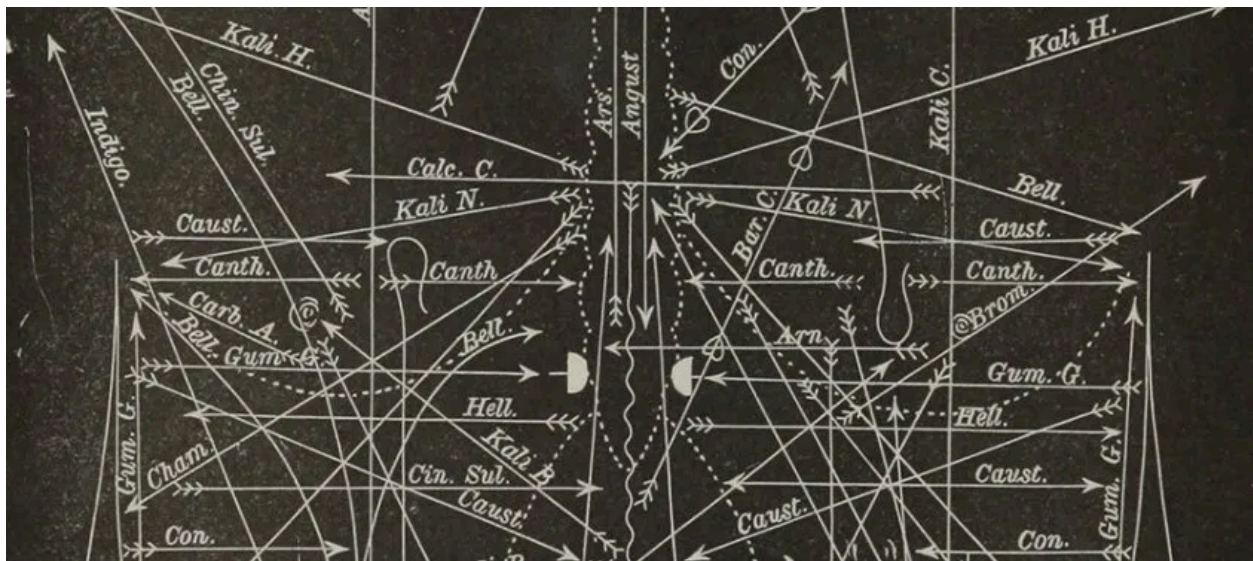 Kali H.
Con.
Kali H.
Chin. Sul.
Bell.
Ars.
Angust
Kali C.
Indigo.
Calc. C.
Kali N.
Bar. C.
Kali N.
Bell.
Caust.
Caust.
Canth.
Canth
Canth.
Canth.
Carb. A.
Brom.
Bell.
Bell.
Arn.
Gum
Gum. G.
Hell.
Hell.
Gum. G.
Cham.
Kali B
Cin. Sul.
Caust.
Gum. G.
Caust.
Caust.
Con.
Con.